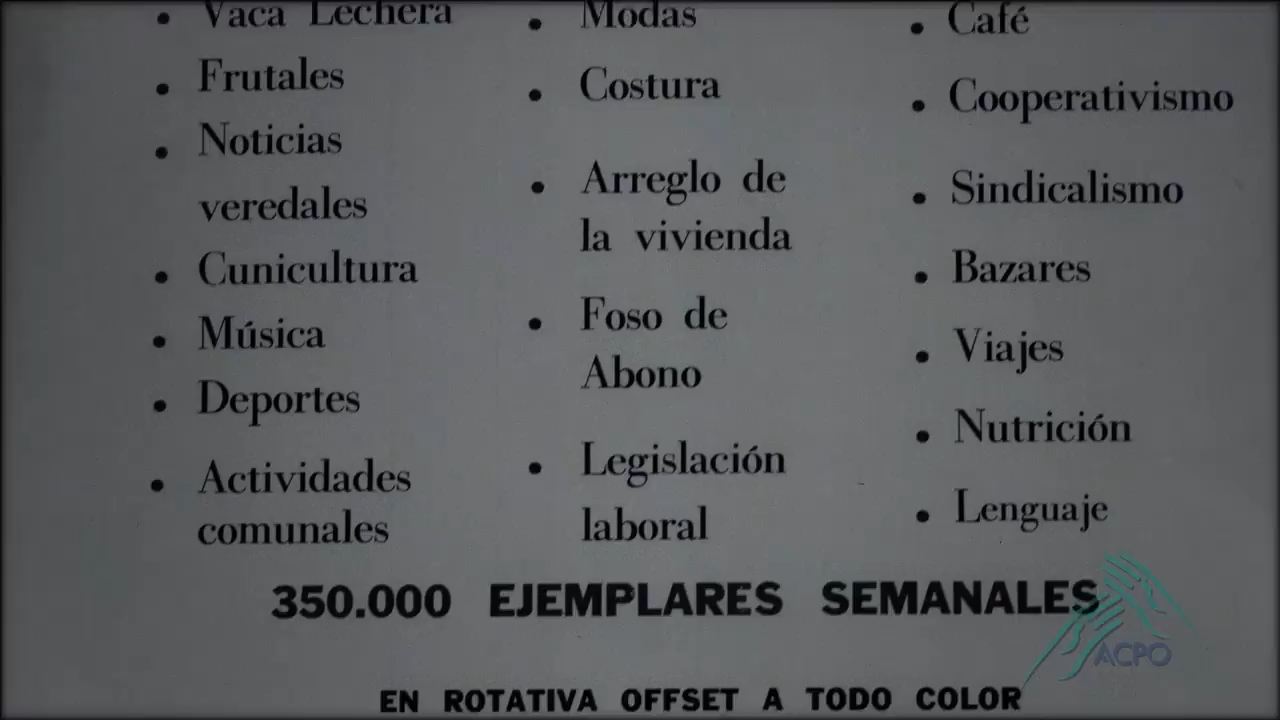 • Vaca Lechera
• Frutales
• Noticias
veredales
• Cunicultura
• Música
• Deportes
• Actividades
comunales
• Modas
• Costura
• Arreglo de
la vivienda
• Foso de
Abono
• Legislación
laboral
• Café
• Cooperativismo
• Sindicalismo
• Bazares
• Viajes
• Nutrición
• Lenguaje
350.000 EJEMPLARES SEMANALES
EN ROTATIVA OFFSET A TODO COLOR
ACPO